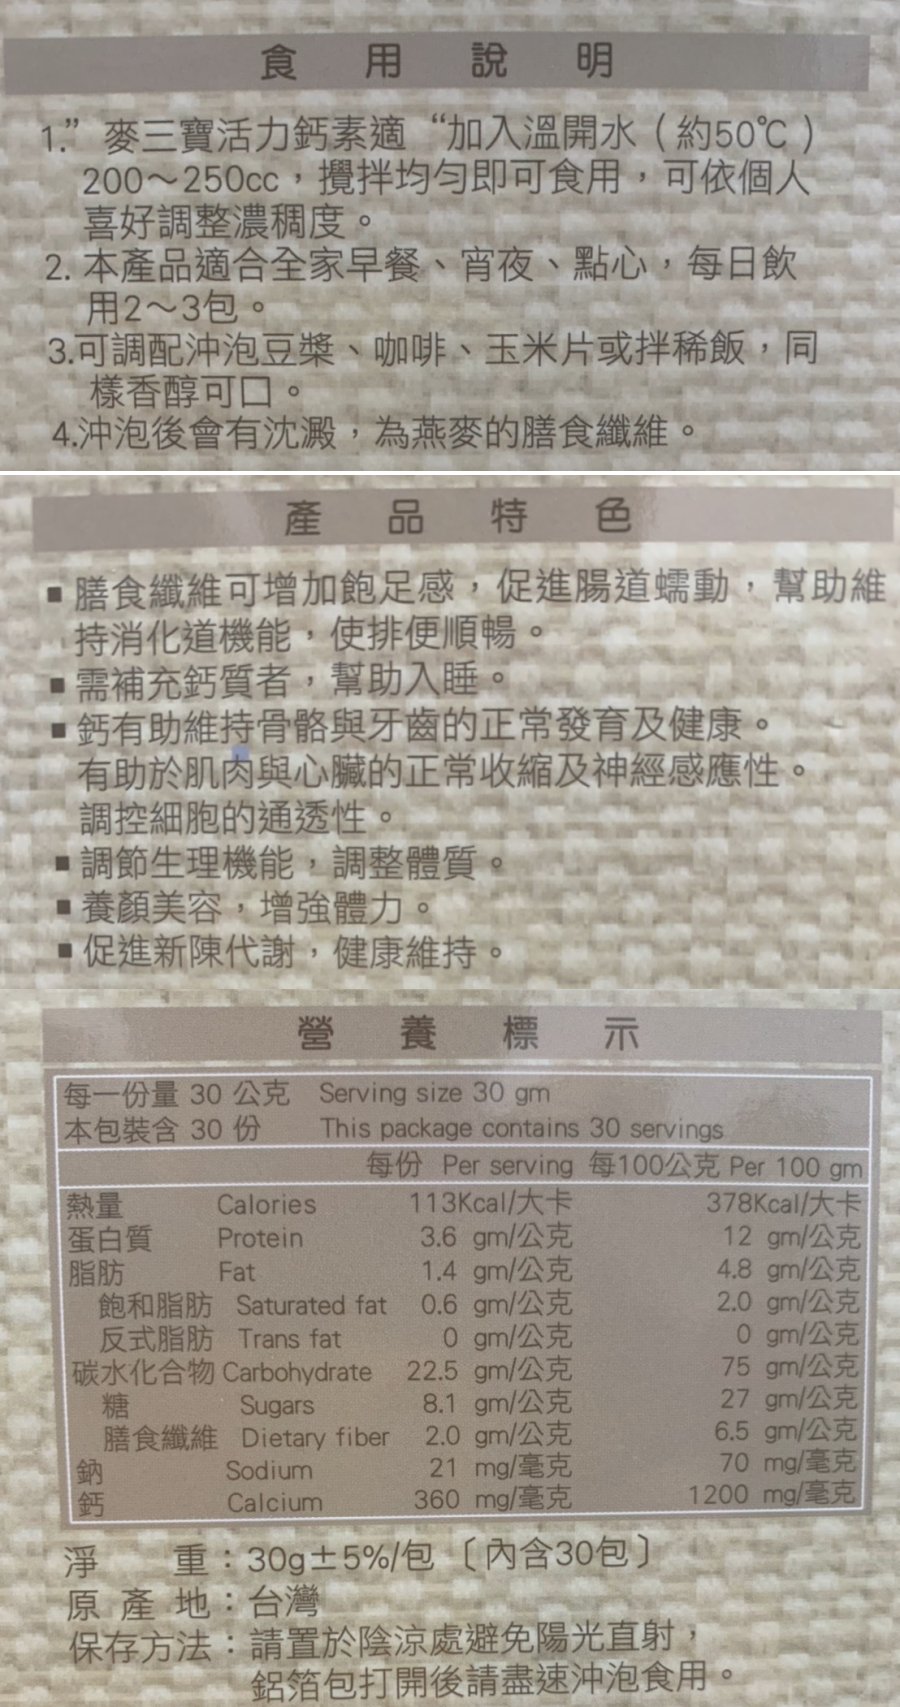 食用說明
1.”麥三寶活力鈣素適“加入溫開水(約50℃)
200～250cc，攪拌均勻即可食用，可依個人
喜好調整濃稠度。
2. 本產品適合全家早餐、宵夜、點心，每日飲
用2～3包。
3.可調配沖泡豆漿、咖啡、玉米片或拌稀飯，同
樣香醇可口。
4.沖泡後會有沈澱，為燕麥的膳食纖維。
產品特色
▪ 膳食纖維可增加飽足感，促進腸道蠕動，幫助維
持消化道機能，使排便順暢。
▪ 需補充鈣質者，幫助入睡。
▪ 鈣有助維持骨骼與牙齒的正常發育及健康。
有助於肌肉與心臟的正常收縮及神經感應性。
調控細胞的通透性。
▪ 調節生理機能，調整體質。
▪ 養顏美容，增強體力。
▪ 促進新陳代謝，健康維持。
營養標示
每一份量 30 公克 Serving size 30 gm
本包裝含 30 份 This package contains 30 servings
每份 Per serving 每100公克 Per 100 gm
熱量 Calories 113Kcal/大卡 378Kcal/大卡
蛋白質 Protein 3.6 gm/公克 12 gm/公克
脂肪 Fat 1.4 gm/公克 4.8 gm/公克
飽和脂肪 Saturated fat 0.6 gm/公克 2.0 gm/公克
反式脂肪 Trans fat 0 gm/公克 0 gm/公克
碳水化合物 Carbohydrate 22.5 gm/公克 75 gm/公克
糖 Sugars 8.1 gm/公克 27 gm/公克
膳食纖維 Dietary fiber 2.0 gm/公克 6.5 gm/公克
鈉 Sodium 21 mg/毫克 70 mg/毫克
鈣 Calcium 360 mg/毫克 1200 mg/毫克
淨重：30g±5%/包〔內含30包〕
原產地：台灣
保存方法：請置於陰涼處避免陽光直射，
鋁箔包打開後請盡速沖泡食用。